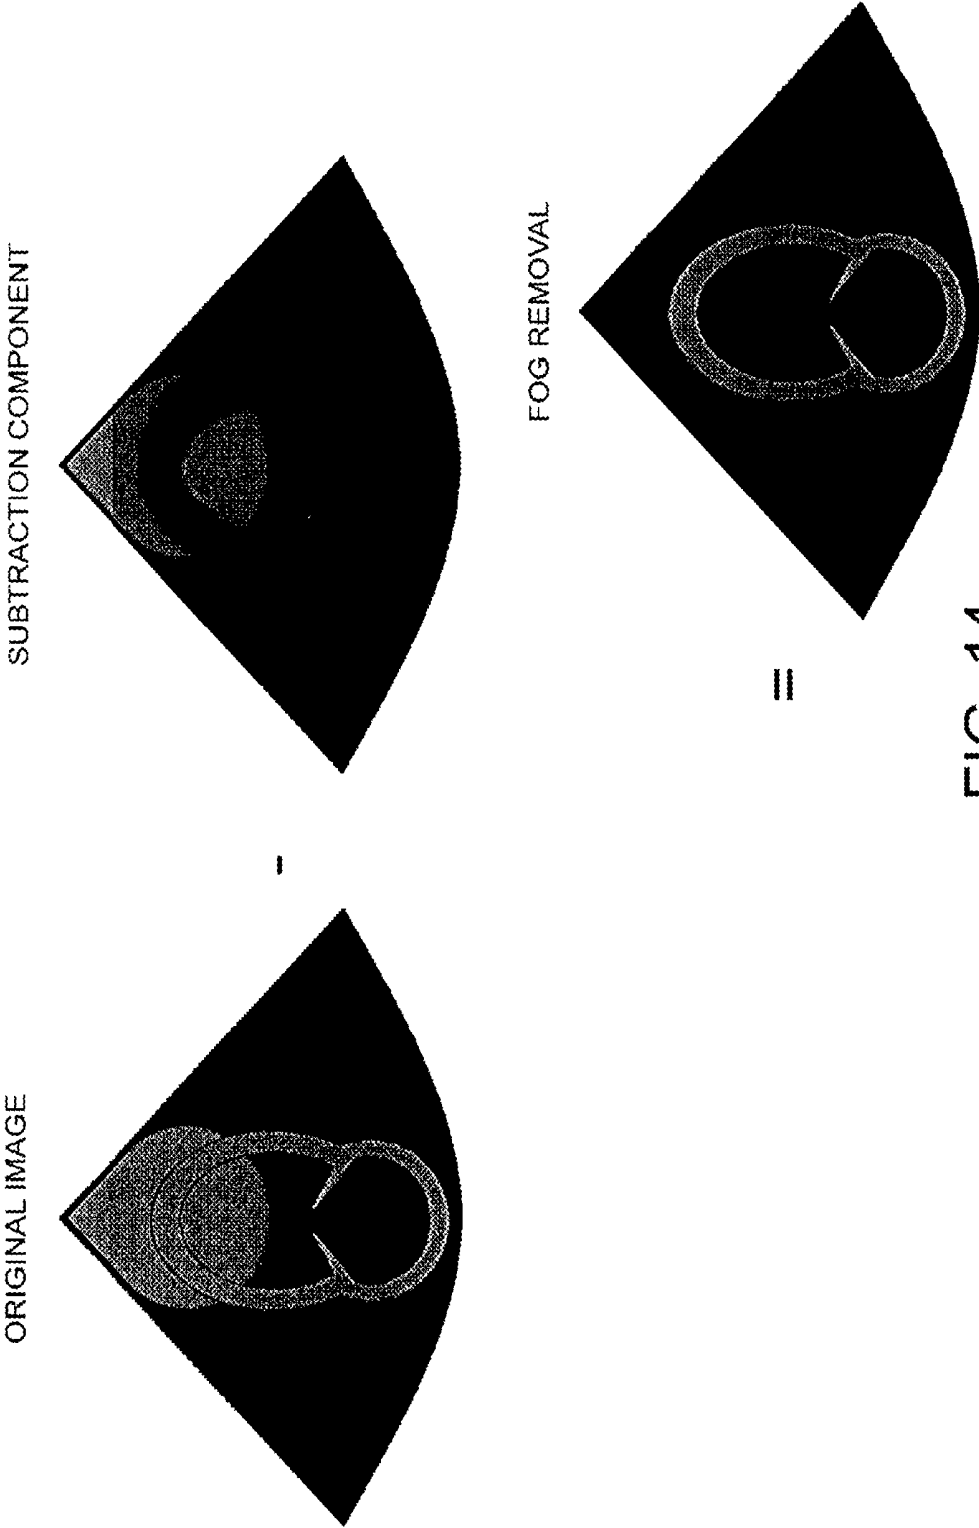 ORIGINAL IMAGE
-
SUBTRACTION COMPONENT
=
FOG REMOVAL